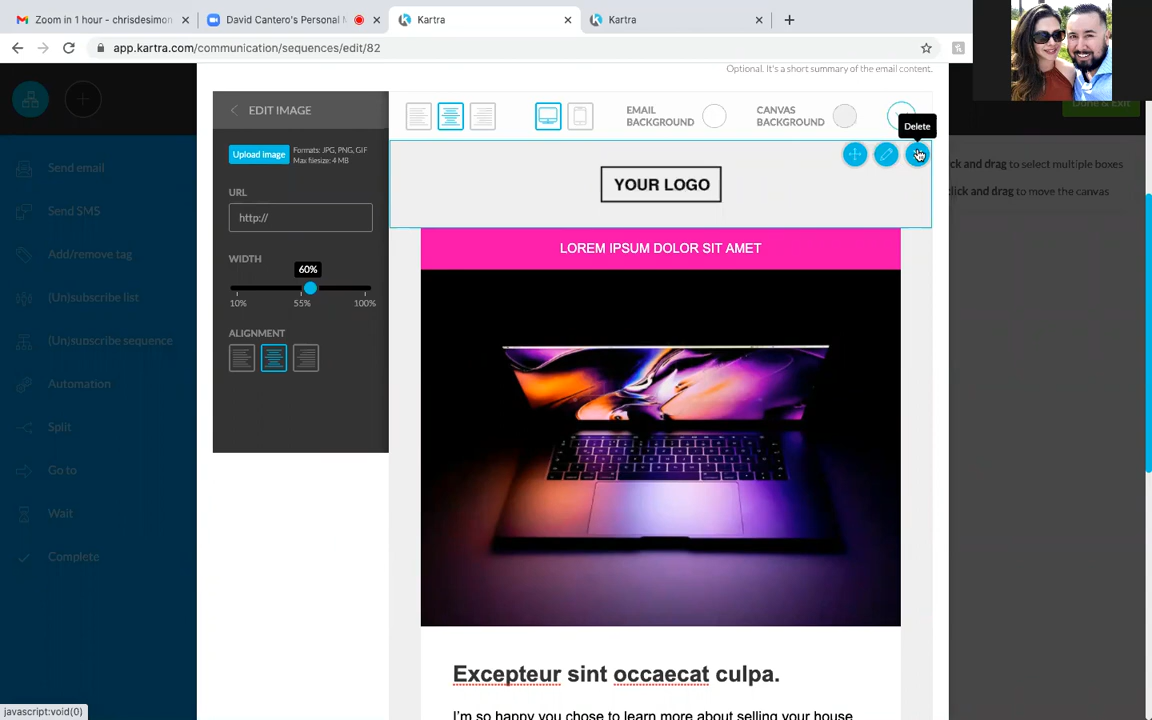 Zoom in 1 hour - chrisdesimon
David Cantero's Personal M
Kartra
Kartra
app.kartra.com/communication/sequences/edit/82
Optional. It's a short summary of the email content.
EDIT IMAGE
EMAIL
BACKGROUND
CANVAS
BACKGROUND
Done & Exit
Delete
Upload image
Formats: JPG, PNG, GIF
Max filesize: 4 MB
Send email
YOUR LOGO
ck and drag to select multiple boxes
click and drag to move the canvas
URL
http://
Send SMS
LOREM IPSUM DOLOR SIT AMET
Add/remove tag
WIDTH
60%
10%
55%
100%
(Un)subscribe list
ALIGNMENT
(Un)subscribe sequence
Automation
Split
Go to
Wait
Complete
Excepteur sint occaecat culpa.
I'm so happy you chose to learn more about selling your house
javascript:void(0)